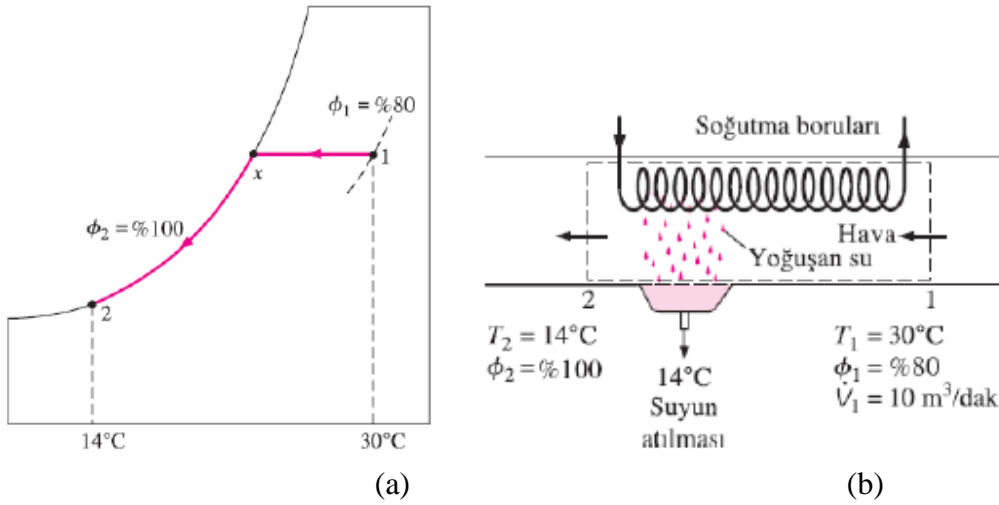 ϕ₁ = %80
1
x
ϕ₂ = %100
2
14°C
30°C
(a)
Soğutma boruları
Hava
Yoğuşan su
2
1
T₂ = 14°C
ϕ₂ = %100
14°C
Suyun
atılması
T₁ = 30°C
ϕ₁ = %80
V̇₁ = 10 m³/dak
(b)